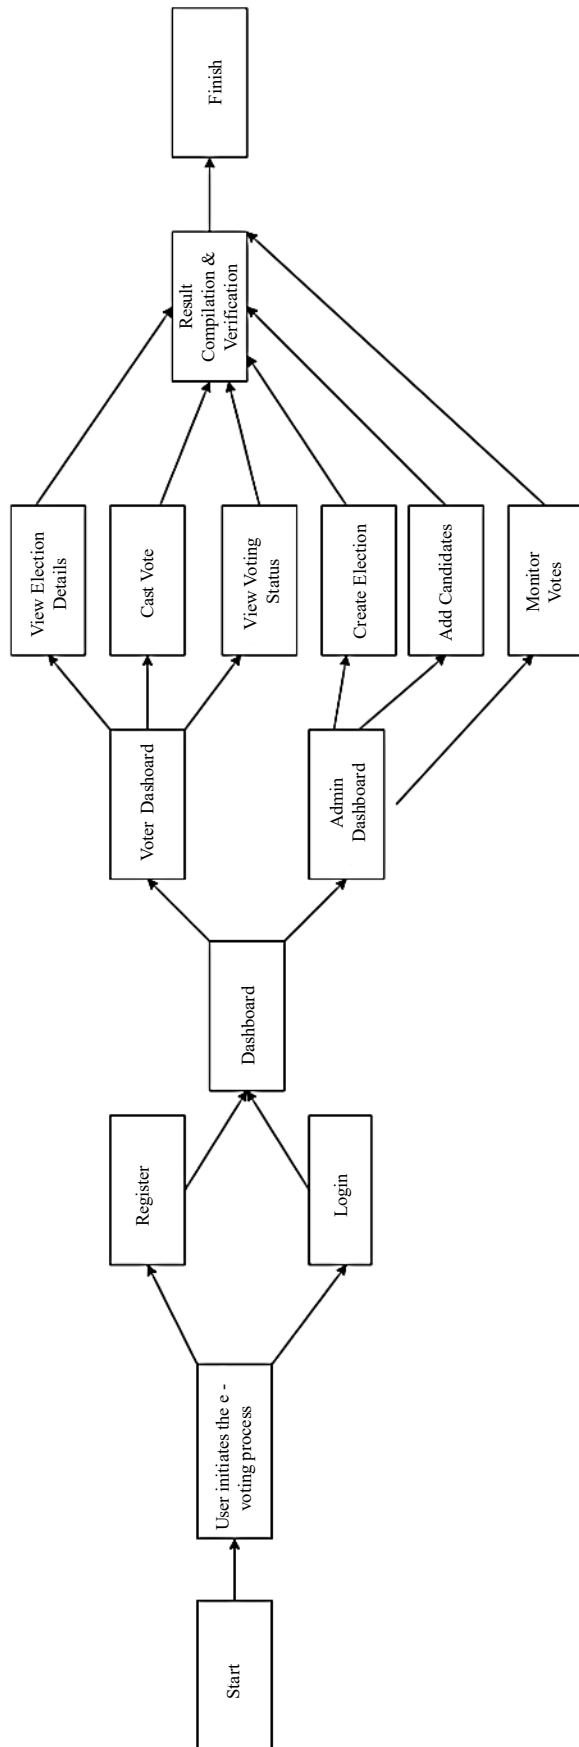 Start
User initiates the e -
voting process
Register
Login
Dashboard
Voter Dashoard
Admin
Dashboard
View Election
Details
Cast Vote
View Voting
Status
Create Election
Add Candidates
Monitor
Votes
Result
Compilation &
Verification
Finish